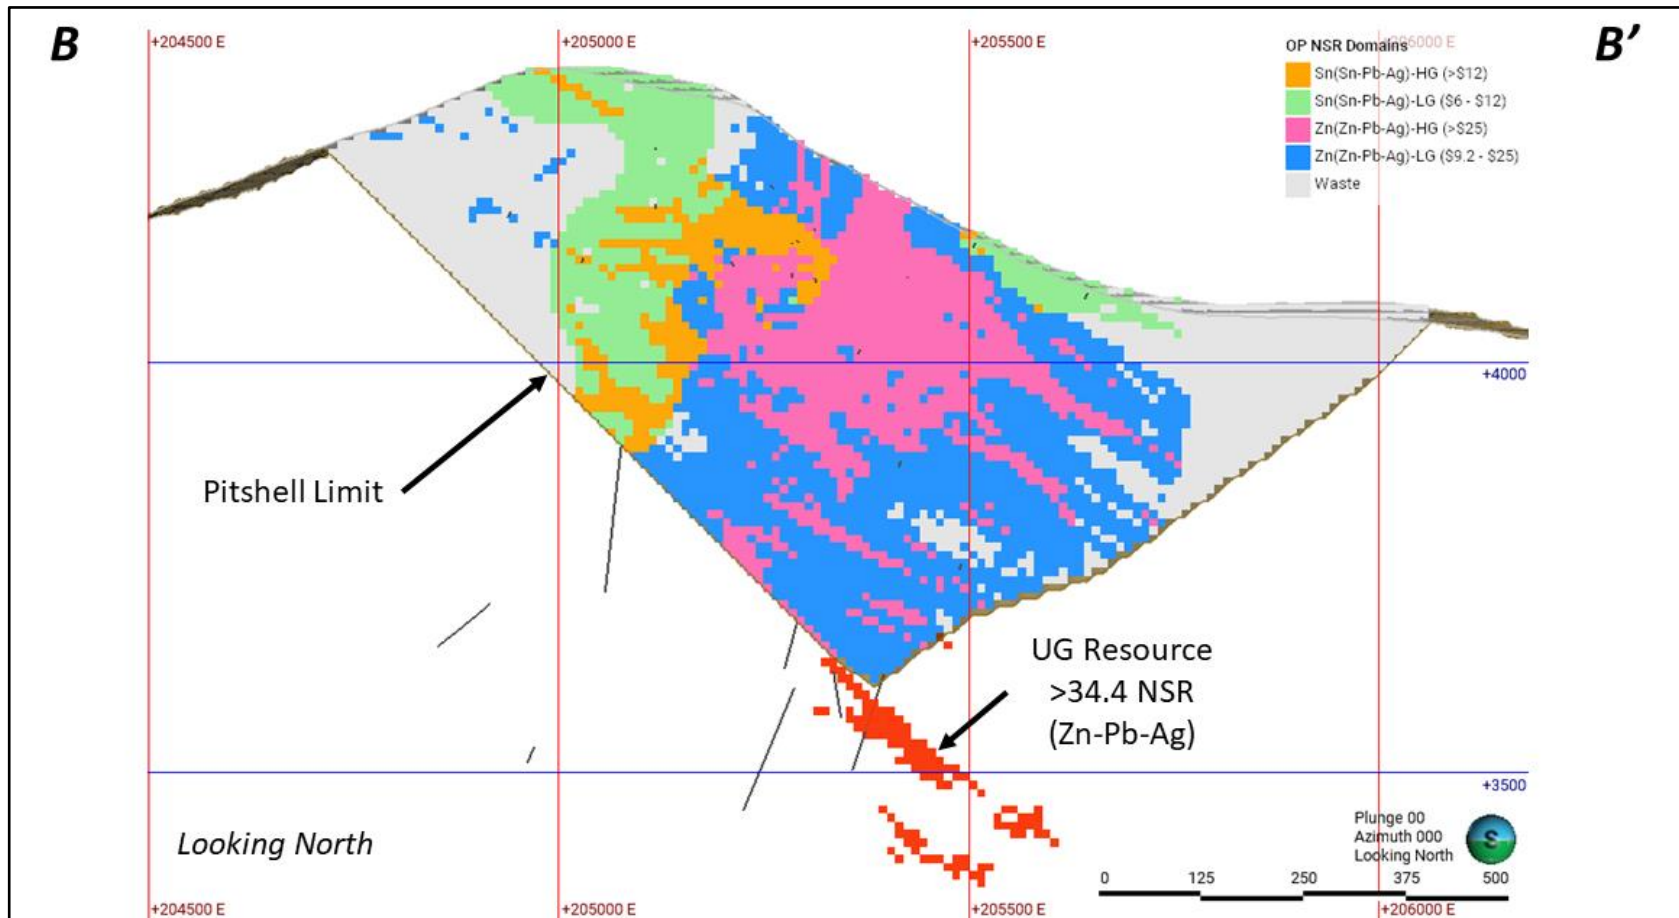 B
B’
+204500 E
+205000 E
+205500 E
+206000 E
OP NSR Domains
Sn(Sn-Pb-Ag)-HG (>$12)
Sn(Sn-Pb-Ag)-LG ($6 - $12)
Zn(Zn-Pb-Ag)-HG (>$25)
Zn(Zn-Pb-Ag)-LG ($9.2 - $25)
Waste
+4000
Pitshell Limit
UG Resource
>34.4 NSR
(Zn-Pb-Ag)
+3500
Looking North
Plunge 00
Azimuth 000
Looking North
S
0 125 250 375 500
+204500 E
+205000 E
+205500 E
+206000 E